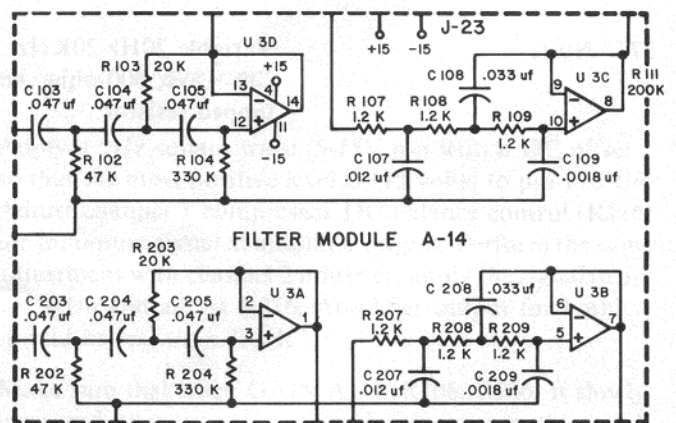 J-23
U 3D
+15
-15
R 103
20 K
C 103
.047 uf
C 104
.047 uf
C 105
.047 uf
+15
13
4
12
14
11
-15
R 102
47 K
R 104
330 K
C 108
.033 uf
U 3C
9
8
10
R 111
200K
R 107
1.2 K
R 108
1.2 K
R 109
1.2 K
C 107
.012 uf
C 109
.0018 uf
FILTER MODULE A-14
R 203
20 K
U 3A
2
1
3
C 203
.047 uf
C 204
.047 uf
C 205
.047 uf
R 202
47 K
R 204
330 K
C 208
.033 uf
U 3B
6
7
5
R 207
1.2 K
R 208
1.2 K
R 209
1.2 K
C 207
.012 uf
C 209
.0018 uf